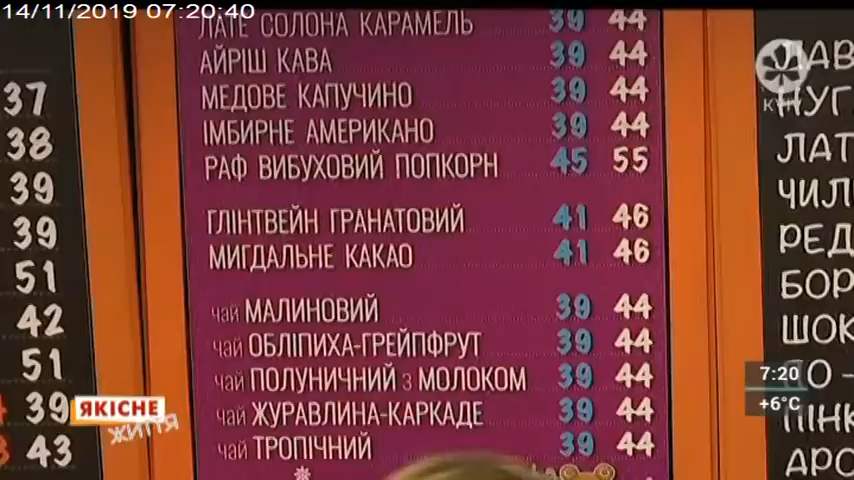 14/11/2019 07:20:40
ЛАТЕ СОЛОНА КАРАМЕЛЬ 39 44
АЙРІШ КАВА 39 44
МЕДОВЕ КАПУЧИНО 39 44
ІМБИРНЕ АМЕРИКАНО 39 44
РАФ ВИБУХОВИЙ ПОПКОРН 45 55
ГЛІНТВЕЙН ГРАНАТОВИЙ 41 46
МИГДАЛЬНЕ КАКАО 41 46
чай МАЛИНОВИЙ 39 44
чай ОБЛІПИХА-ГРЕЙПФРУТ 39 44
чай ПОЛУНИЧНИЙ з МОЛОКОМ 39 44
чай ЖУРАВЛИНА-КАРКАДЕ 39 44
чай ТРОПІЧНИЙ 39 44
37
38
39
39
51
42
51
39
43
ЯКІСНЕ
ЖИТТЯ
KYIV
ЛАТ
ЧИЛ
РЕД
БОР
ШОК
АРО
7:20
+6°C